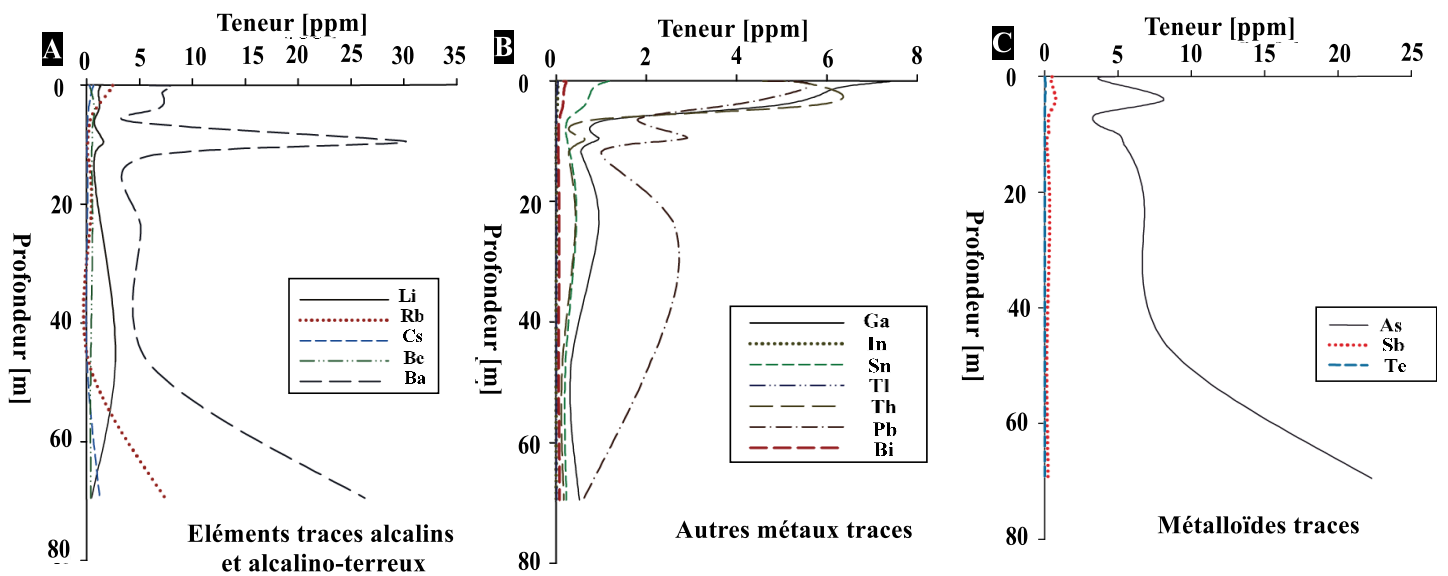 A
Teneur [ppm]
0 5 10 15 20 25 30 35
0
20
40
60
80
Profondeur [m]
Li
Rb
Cs
Be
Ba
Eléments traces alcalins
et alcalino-terreux
B
Teneur [ppm]
0 2 4 6 8
0
20
40
60
80
Profondeur [m]
Ga
In
Sn
Tl
Th
Pb
Bi
Autres métaux traces
C
Teneur [ppm]
0 5 10 15 20 25
0
20
40
60
80
Profondeur [m]
As
Sb
Te
Métalloïdes traces